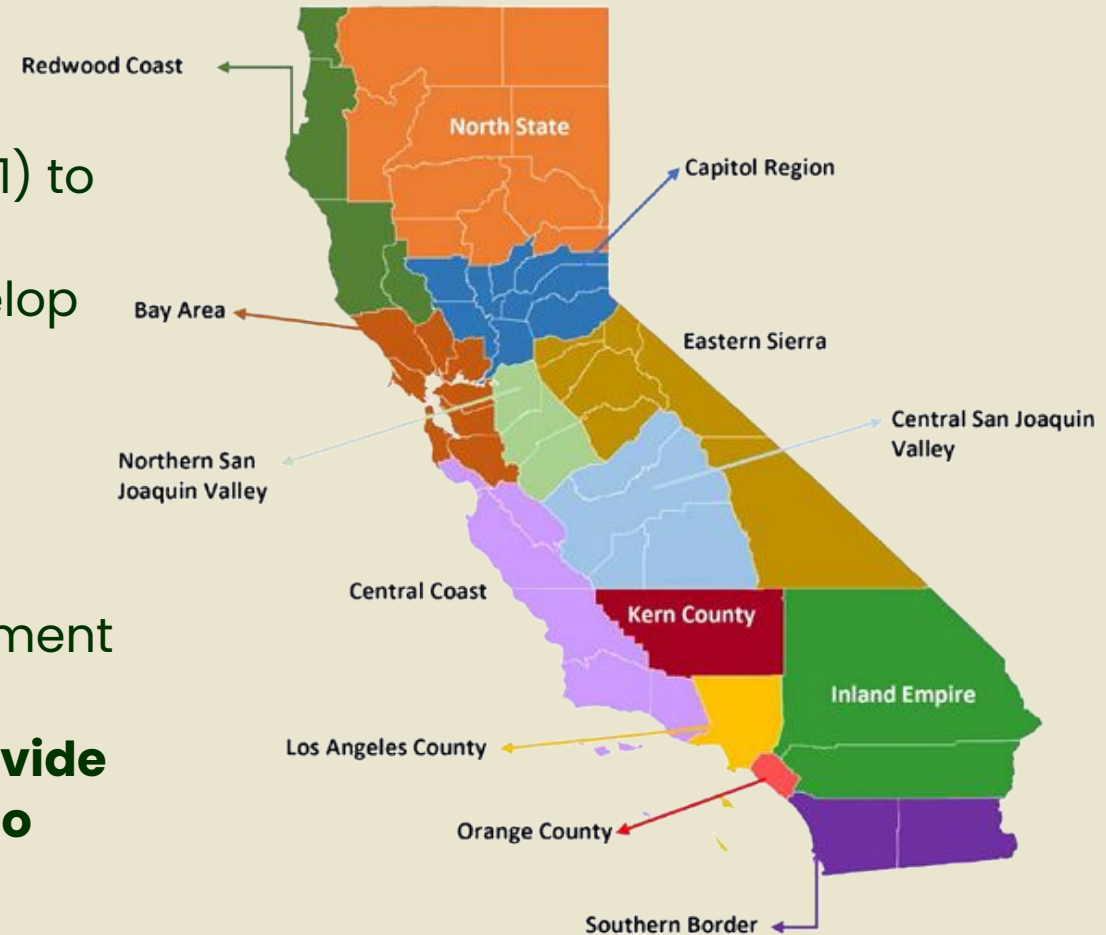 1) to
elop
ment
vide
o
Redwood Coast
North State
Capitol Region
Bay Area
Eastern Sierra
Central San Joaquin
Valley
Northern San
Joaquin Valley
Central Coast
Kern County
Inland Empire
Los Angeles County
Orange County
Southern Border